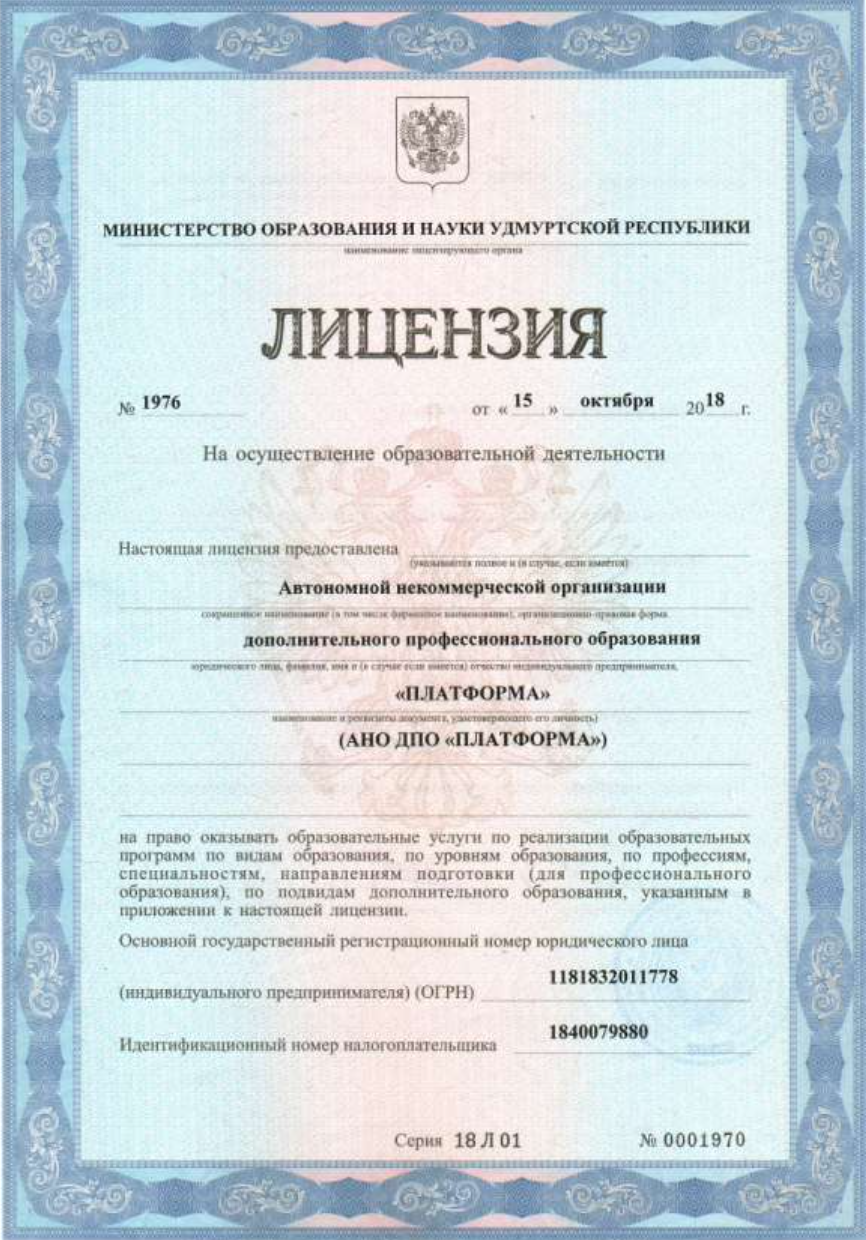 МИНИСТЕРСТВО ОБРАЗОВАНИЯ И НАУКИ УДМУРТСКОЙ РЕСПУБЛИКИ
наименование лицензирующего органа
ЛИЦЕНЗИЯ
№ 1976 от « 15 » октября 2018 г.
На осуществление образовательной деятельности
Настоящая лицензия предоставлена
(указываются полное и (в случае, если имеется)
Автономной некоммерческой организации
сокращённое наименование (в том числе фирменное наименование), организационно-правовая форма
дополнительного профессионального образования
юридического лица, фамилия, имя и (в случае если имеется) отчество индивидуального предпринимателя,
«ПЛАТФОРМА»
наименование и реквизиты документа, удостоверяющего его личность)
(АНО ДПО «ПЛАТФОРМА»)
на право оказывать образовательные услуги по реализации образовательных
программ по видам образования, по уровням образования, по профессиям,
специальностям, направлениям подготовки (для профессионального
образования), по подвидам дополнительного образования, указанным в
приложении к настоящей лицензии.
Основной государственный регистрационный номер юридического лица
(индивидуального предпринимателя) (ОГРН) 1181832011778
Идентификационный номер налогоплательщика 1840079880
Серия 18 Л 01 № 0001970